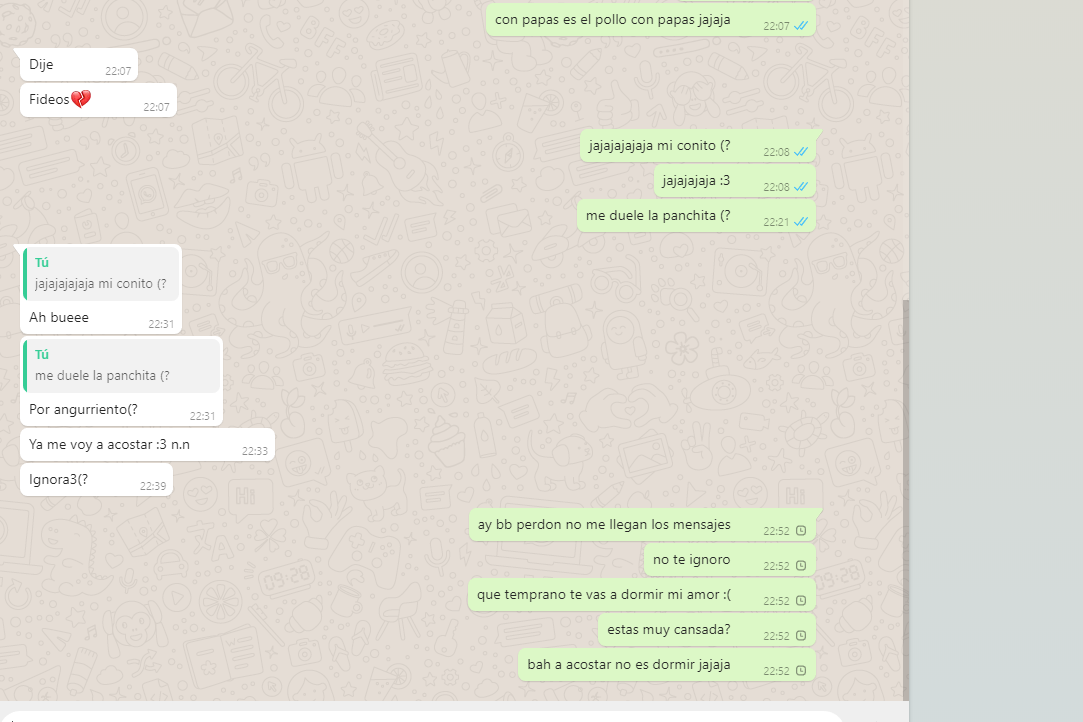 con papas es el pollo con papas jajaja
22:07
Dije
22:07
Fideos💔
22:07
jajajajajaja mi conito (?
22:08
jajajajaja :3
22:08
me duele la panchita (?
22:21
Tú
jajajajajaja mi conito (?
Ah bueee
22:31
Tú
me duele la panchita (?
Por angurriento(?
22:31
Ya me voy a acostar :3 n.n
22:33
Ignora3(?
22:39
ay bb perdon no me llegan los mensajes
22:52
no te ignoro
22:52
que temprano te vas a dormir mi amor :(
22:52
estas muy cansada?
22:52
bah a acostar no es dormir jajaja
22:52